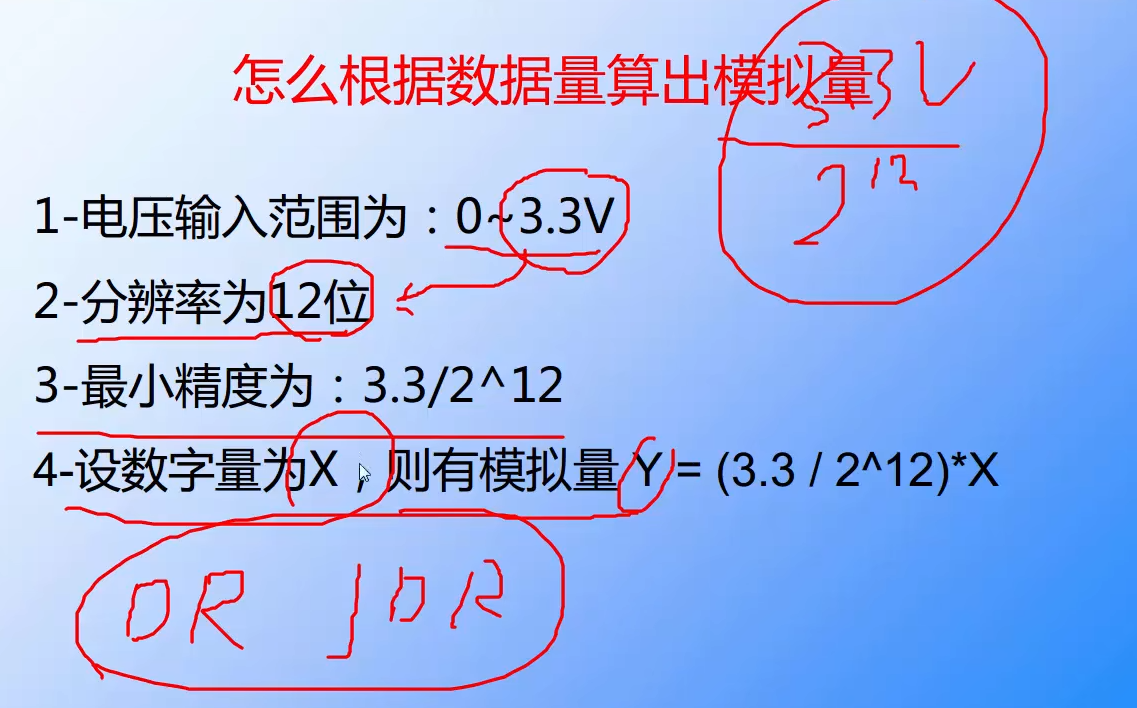 怎么根据数据量算出模拟量
3.3V
2^12
1-电压输入范围为：0~3.3V
2-分辨率为12位
3-最小精度为：3.3/2^12
4-设数字量为X，则有模拟量 Y = (3.3 / 2^12)*X
DR JDR